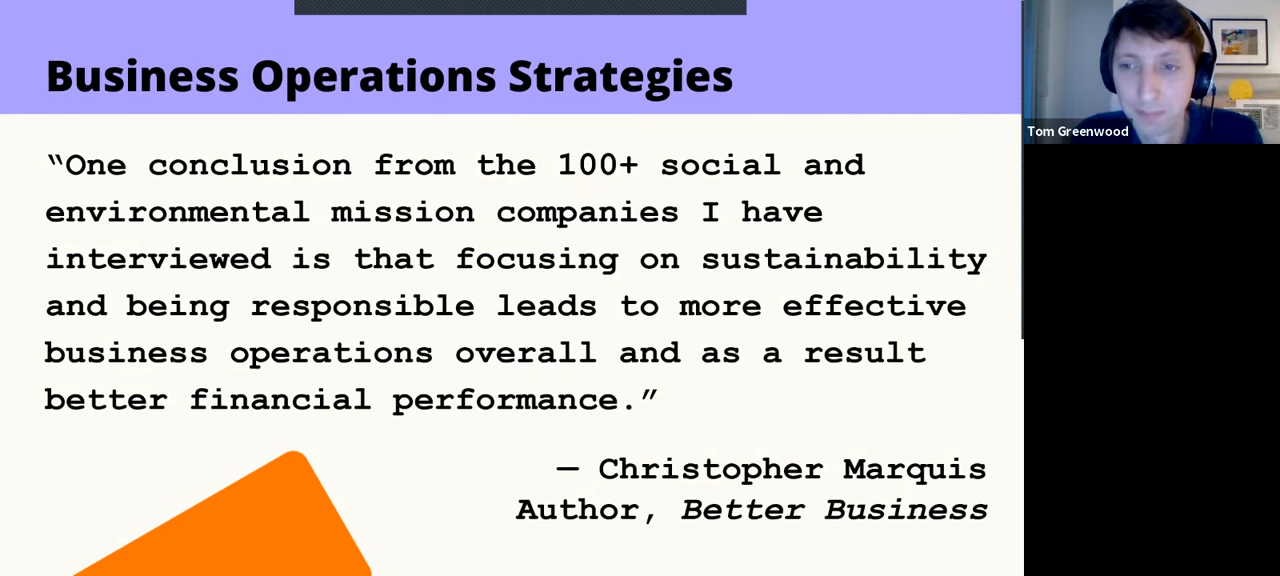 Business Operations Strategies
“One conclusion from the 100+ social and
environmental mission companies I have
interviewed is that focusing on sustainability
and being responsible leads to more effective
business operations overall and as a result
better financial performance.”
— Christopher Marquis
Author, Better Business
Tom Greenwood